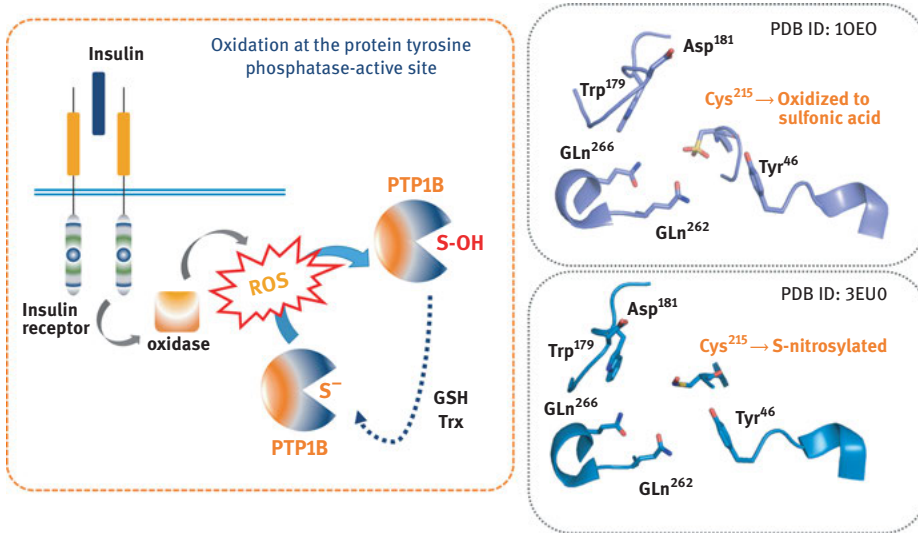 Insulin
Oxidation at the protein tyrosine
phosphatase-active site
PTP1B
S-OH
ROS
Insulin
receptor
oxidase
S⁻
PTP1B
GSH
Trx
PDB ID: 1OEO
Asp¹⁸¹
Trp¹⁷⁹
Cys²¹⁵ → Oxidized to
sulfonic acid
GLn²⁶⁶
Tyr⁴⁶
GLn²⁶²
PDB ID: 3EU0
Asp¹⁸¹
Trp¹⁷⁹
Cys²¹⁵ → S-nitrosylated
GLn²⁶⁶
Tyr⁴⁶
GLn²⁶²